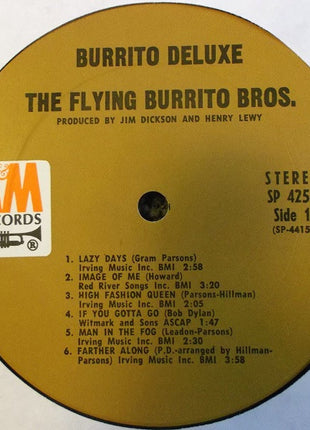 BURRITO DELUXE
THE FLYING BURRITO BROS.
PRODUCED BY JIM DICKSON AND HENRY LEWY
M
RECORDS
®
STERE
SP 425
Side 1
(SP-4415
1. LAZY DAYS (Gram Parsons)
Irving Music Inc. BMI 2:58
2. IMAGE OF ME (Howard)
Red River Songs Inc. BMI 3:20
3. HIGH FASHION QUEEN (Parsons-Hillman)
Irving Music Inc. BMI 2:05
4. IF YOU GOTTA GO (Bob Dylan)
Witmark and Sons ASCAP 1:47
5. MAN IN THE FOG (Leadon-Parsons)
Irving Music Inc. BMI 2:30
6. FARTHER ALONG (P.D.-arranged by Hillman-
Parsons) Irving Music Inc. BMI 3:58